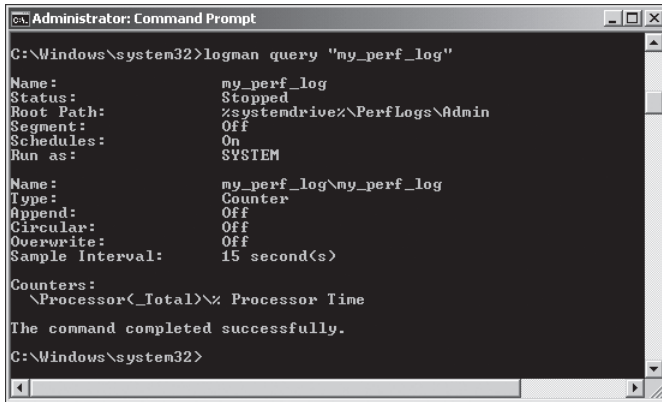 Administrator: Command Prompt
C:\Windows\system32>logman query "my_perf_log"
Name: my_perf_log
Status: Stopped
Root Path: %systemdrive%\PerfLogs\Admin
Segment: Off
Schedules: On
Run as: SYSTEM
Name: my_perf_log\my_perf_log
Type: Counter
Append: Off
Circular: Off
Overwrite: Off
Sample Interval: 15 second(s)
Counters:
\Processor(_Total)\% Processor Time
The command completed successfully.
C:\Windows\system32>